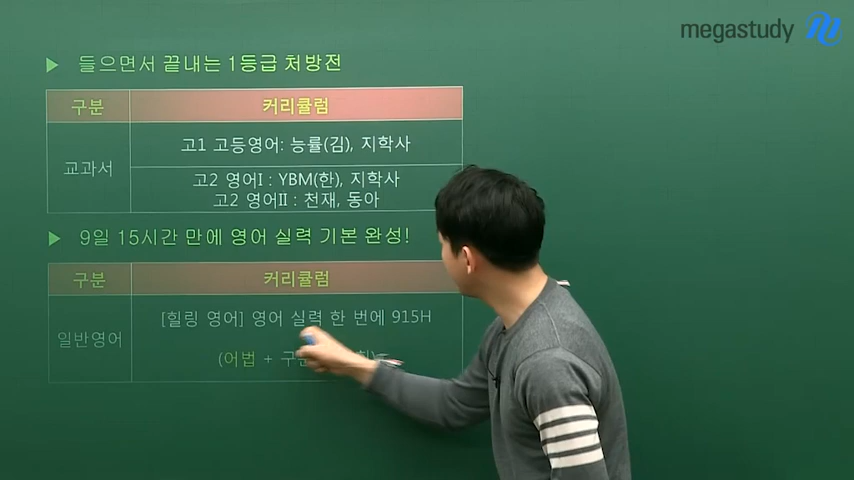 megastudy
▶ 들으면서 끝내는 1등급 처방전
구분 커리큘럼
교과서
고1 고등영어: 능률(김), 지학사
고2 영어I : YBM(한), 지학사
고2 영어II : 천재, 동아
▶ 9일 15시간 만에 영어 실력 기본 완성!
구분 커리큘럼
일반영어
[힐링 영어] 영어 실력 한 번에 915H
(어법 +